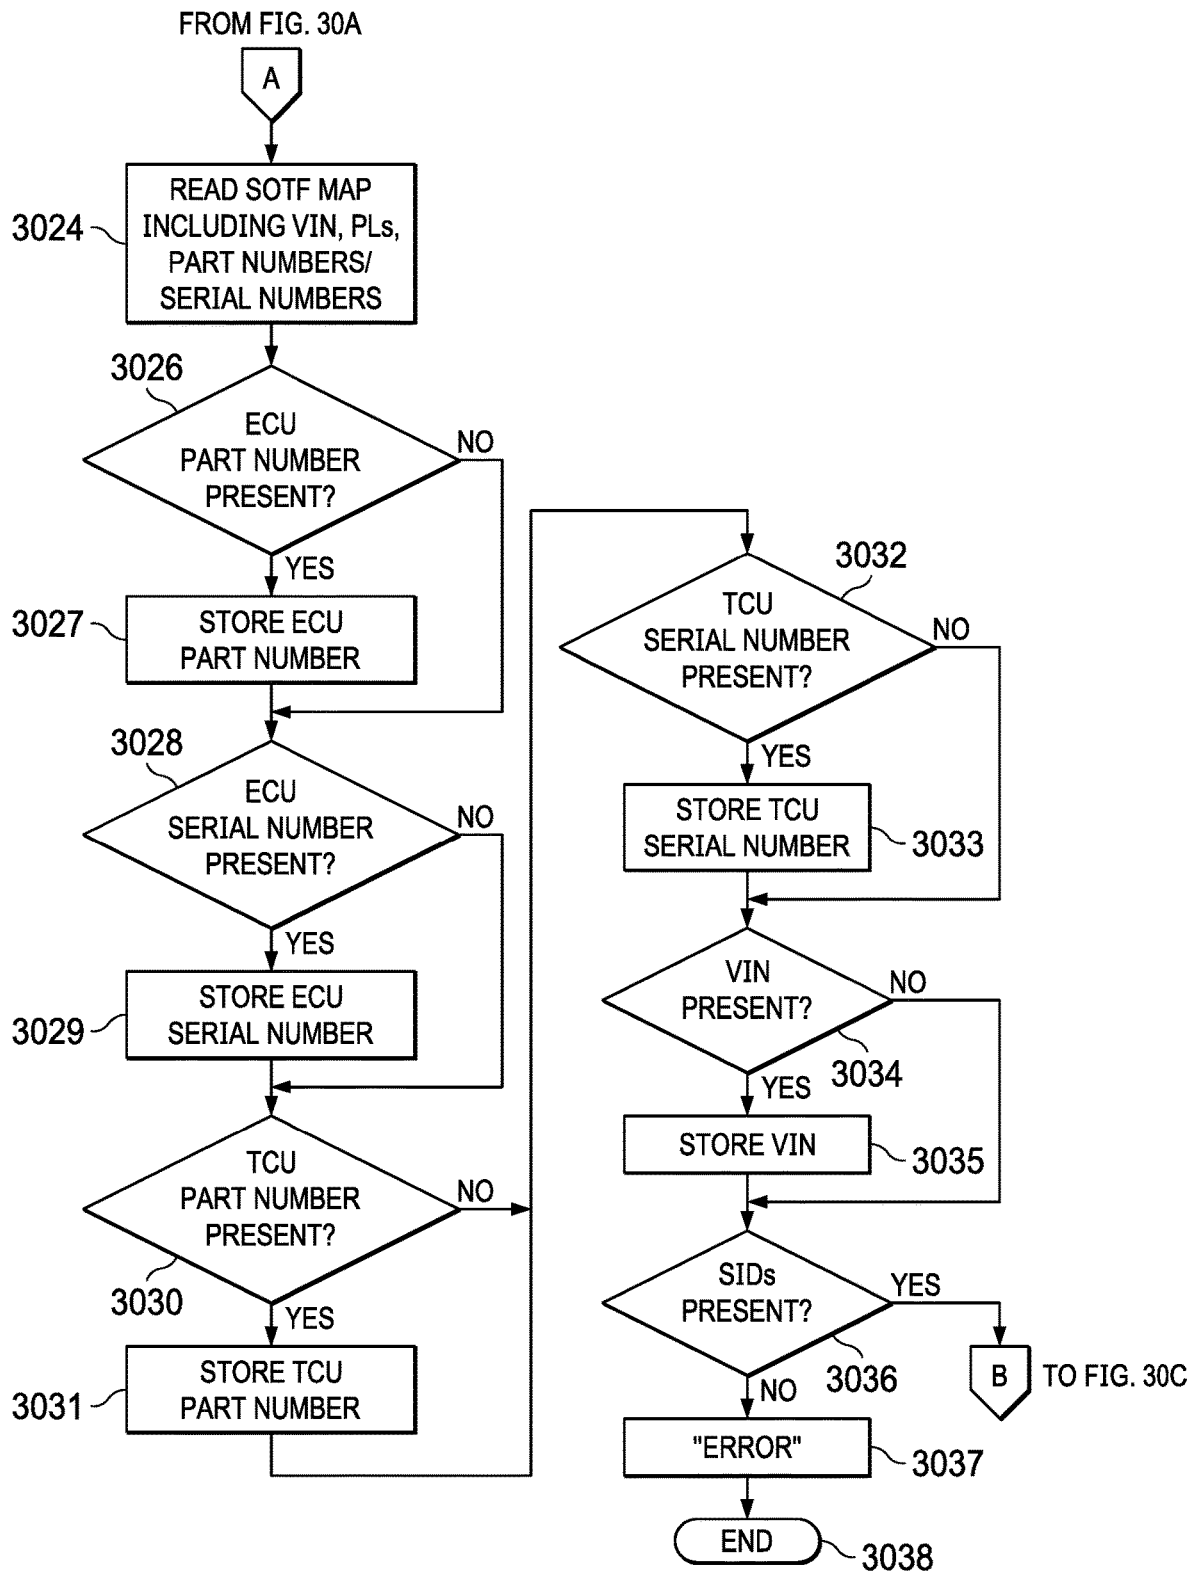 FROM FIG. 30A
A
READ SOTF MAP
INCLUDING VIN, PLs,
PART NUMBERS/
SERIAL NUMBERS
3024
3026
ECU
PART NUMBER
PRESENT?
NO
YES
STORE ECU
PART NUMBER
3027
3028
ECU
SERIAL NUMBER
PRESENT?
NO
YES
STORE ECU
SERIAL NUMBER
3029
TCU
PART NUMBER
PRESENT?
NO
3030
YES
STORE TCU
PART NUMBER
3031
3032
TCU
SERIAL NUMBER
PRESENT?
NO
YES
STORE TCU
SERIAL NUMBER
3033
VIN
PRESENT?
NO
3034
YES
STORE VIN
3035
SIDs
PRESENT?
YES
3036
B
TO FIG. 30C
NO
"ERROR"
3037
END
3038